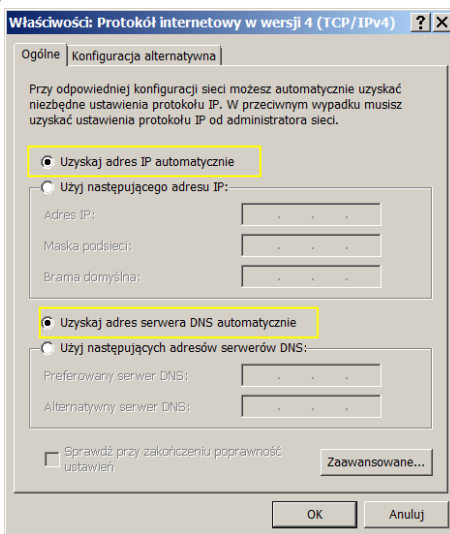 Właściwości: Protokół internetowy w wersji 4 (TCP/IPv4)
Ogólne
Konfiguracja alternatywna
Przy odpowiedniej konfiguracji sieci możesz automatycznie uzyskać
niezbędne ustawienia protokołu IP. W przeciwnym wypadku musisz
uzyskać ustawienia protokołu IP od administratora sieci.
Uzyskaj adres IP automatycznie
Użyj następującego adresu IP:
Adres IP:
Maska podsieci:
Brama domyślna:
Uzyskaj adres serwera DNS automatycznie
Użyj następujących adresów serwerów DNS:
Preferowany serwer DNS:
Alternatywny serwer DNS:
Sprawdź przy zakończeniu poprawność
ustawień
Zaawansowane...
OK
Anuluj